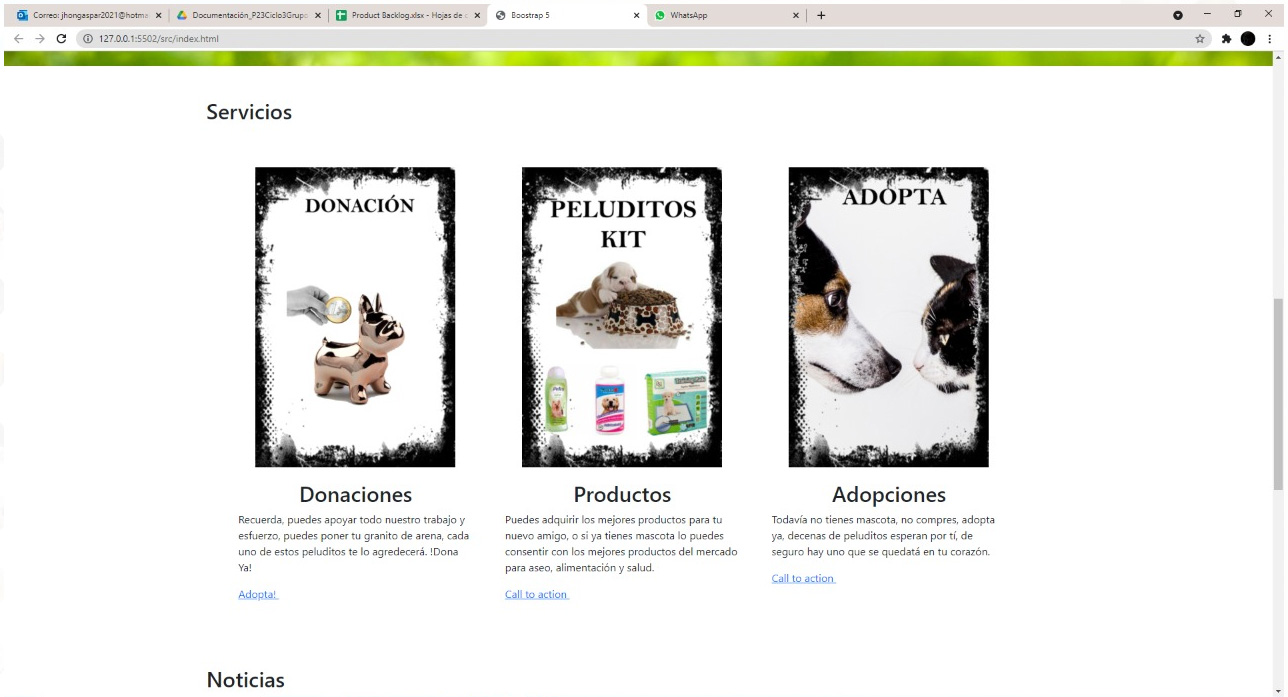 Correo: jhongaspar2021@hotma
Documentación_P23Ciclo3Grupo
Product Backlog.xlsx - Hojas de c
Boostrap 5
WhatsApp
127.0.0.1:5502/src/index.html
Servicios
DONACIÓN
PELUDITOS
KIT
ADOPTA
Donaciones
Recuerda, puedes apoyar todo nuestro trabajo y
esfuerzo, puedes poner tu granito de arena, cada
uno de estos peluditos te lo agredecerá. !Dona
Ya!
Adopta!
Productos
Puedes adquirir los mejores productos para tu
nuevo amigo, o si ya tienes mascota lo puedes
consentir con los mejores productos del mercado
para aseo, alimentación y salud.
Call to action
Adopciones
Todavía no tienes mascota, no compres, adopta
ya, decenas de peluditos esperan por tí, de
seguro hay uno que se quedatá en tu corazón.
Call to action
Noticias